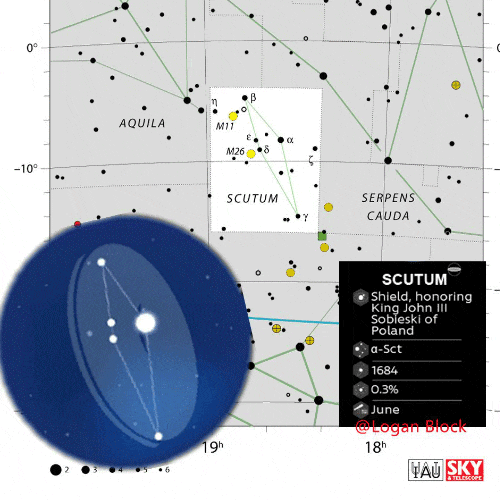 0°
AQUILA
η
β
M11
ε
δ
α
M26
ζ
-10°
SCUTUM
SERPENS
CAUDA
γ
SCUTUM
Shield, honoring
King John III
Sobieski of
Poland
α-Sct
1684
0.3%
June
@Logan Block
19h
18h
2 3 4 5 6
IAU
SKY
& TELESCOPE